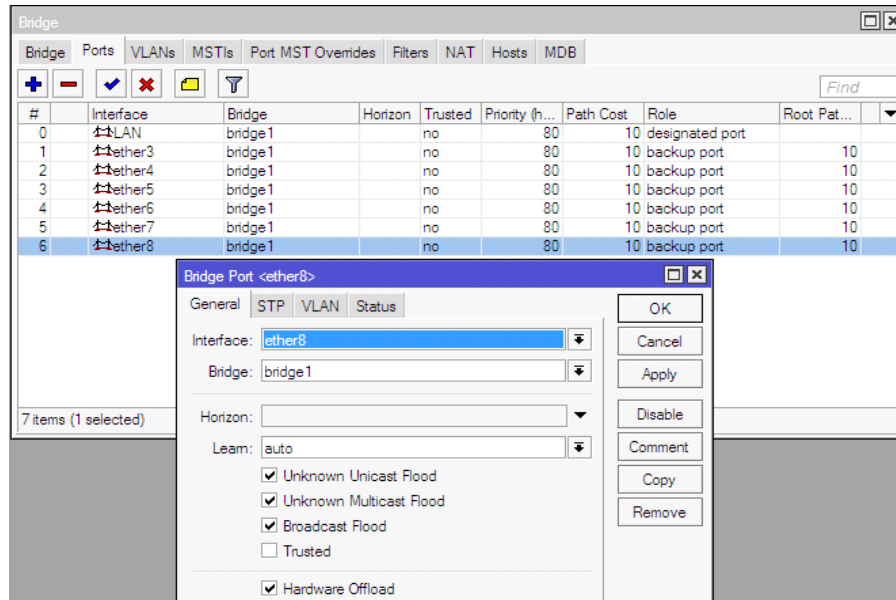 Bridge
Bridge Ports VLANs MSTIs Port MST Overrides Filters NAT Hosts MDB
Find
# Interface Bridge Horizon Trusted Priority (h... Path Cost Role Root Pat...
0 LAN bridge1 no 80 10 designated port
1 ether3 bridge1 no 80 10 backup port 10
2 ether4 bridge1 no 80 10 backup port 10
3 ether5 bridge1 no 80 10 backup port 10
4 ether6 bridge1 no 80 10 backup port 10
5 ether7 bridge1 no 80 10 backup port 10
6 ether8 bridge1 no 80 10 backup port 10
7 items (1 selected)
Bridge Port <ether8>
General STP VLAN Status
Interface: ether8
Bridge: bridge1
Horizon:
Learn: auto
Unknown Unicast Flood
Unknown Multicast Flood
Broadcast Flood
Trusted
Hardware Offload
OK
Cancel
Apply
Disable
Comment
Copy
Remove